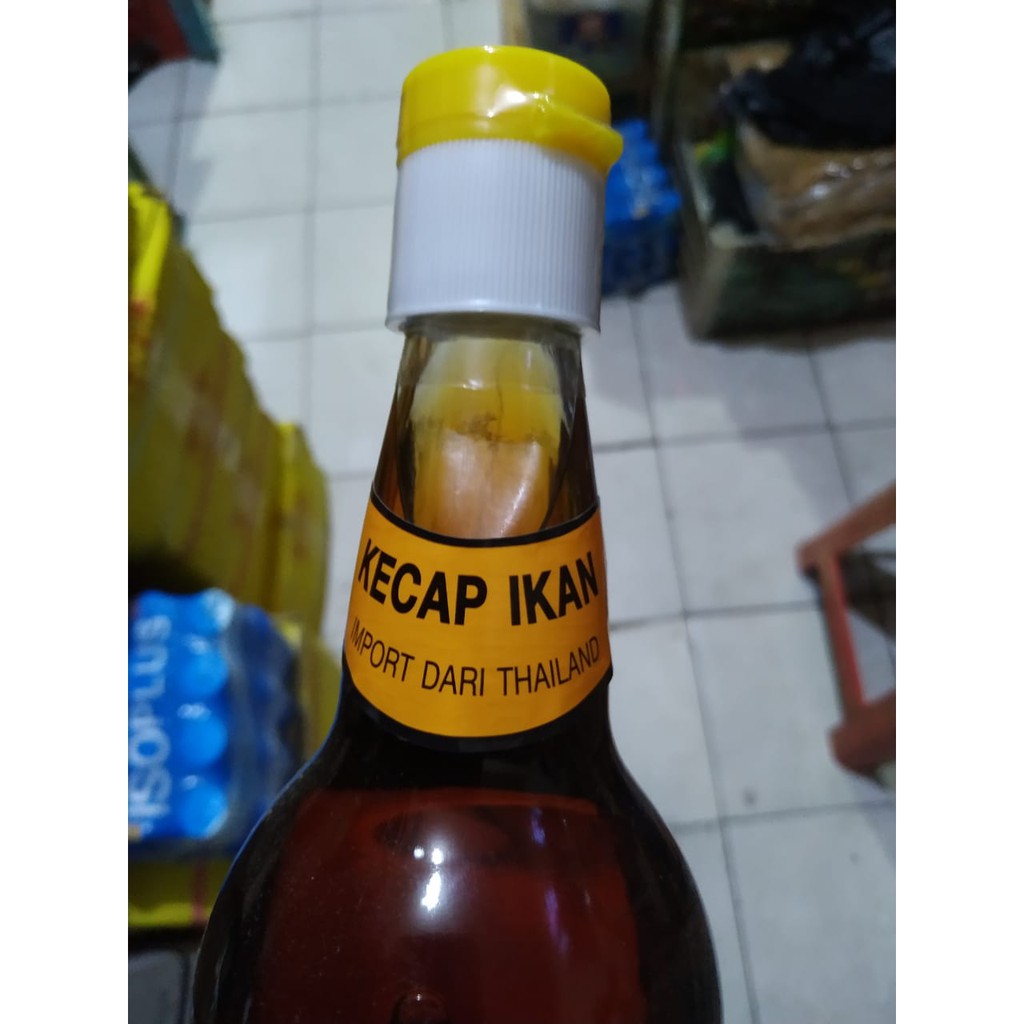 KECAP IKAN
IMPORT DARI THAILAND
ISOPLUS